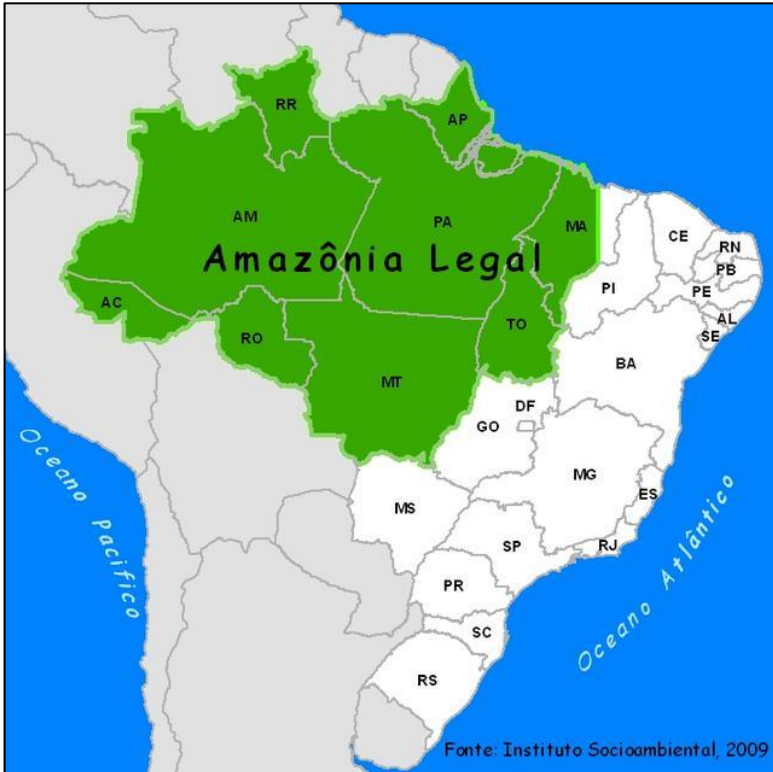 RR
AP
AM
PA
MA
CE
RN
PB
PE
PI
AL
SE
Amazônia Legal
AC
RO
TO
BA
MT
DF
GO
MG
ES
MS
SP
RJ
PR
SC
RS
Oceano pacífico
Oceano Atlântico
Fonte: Instituto Socioambiental, 2009